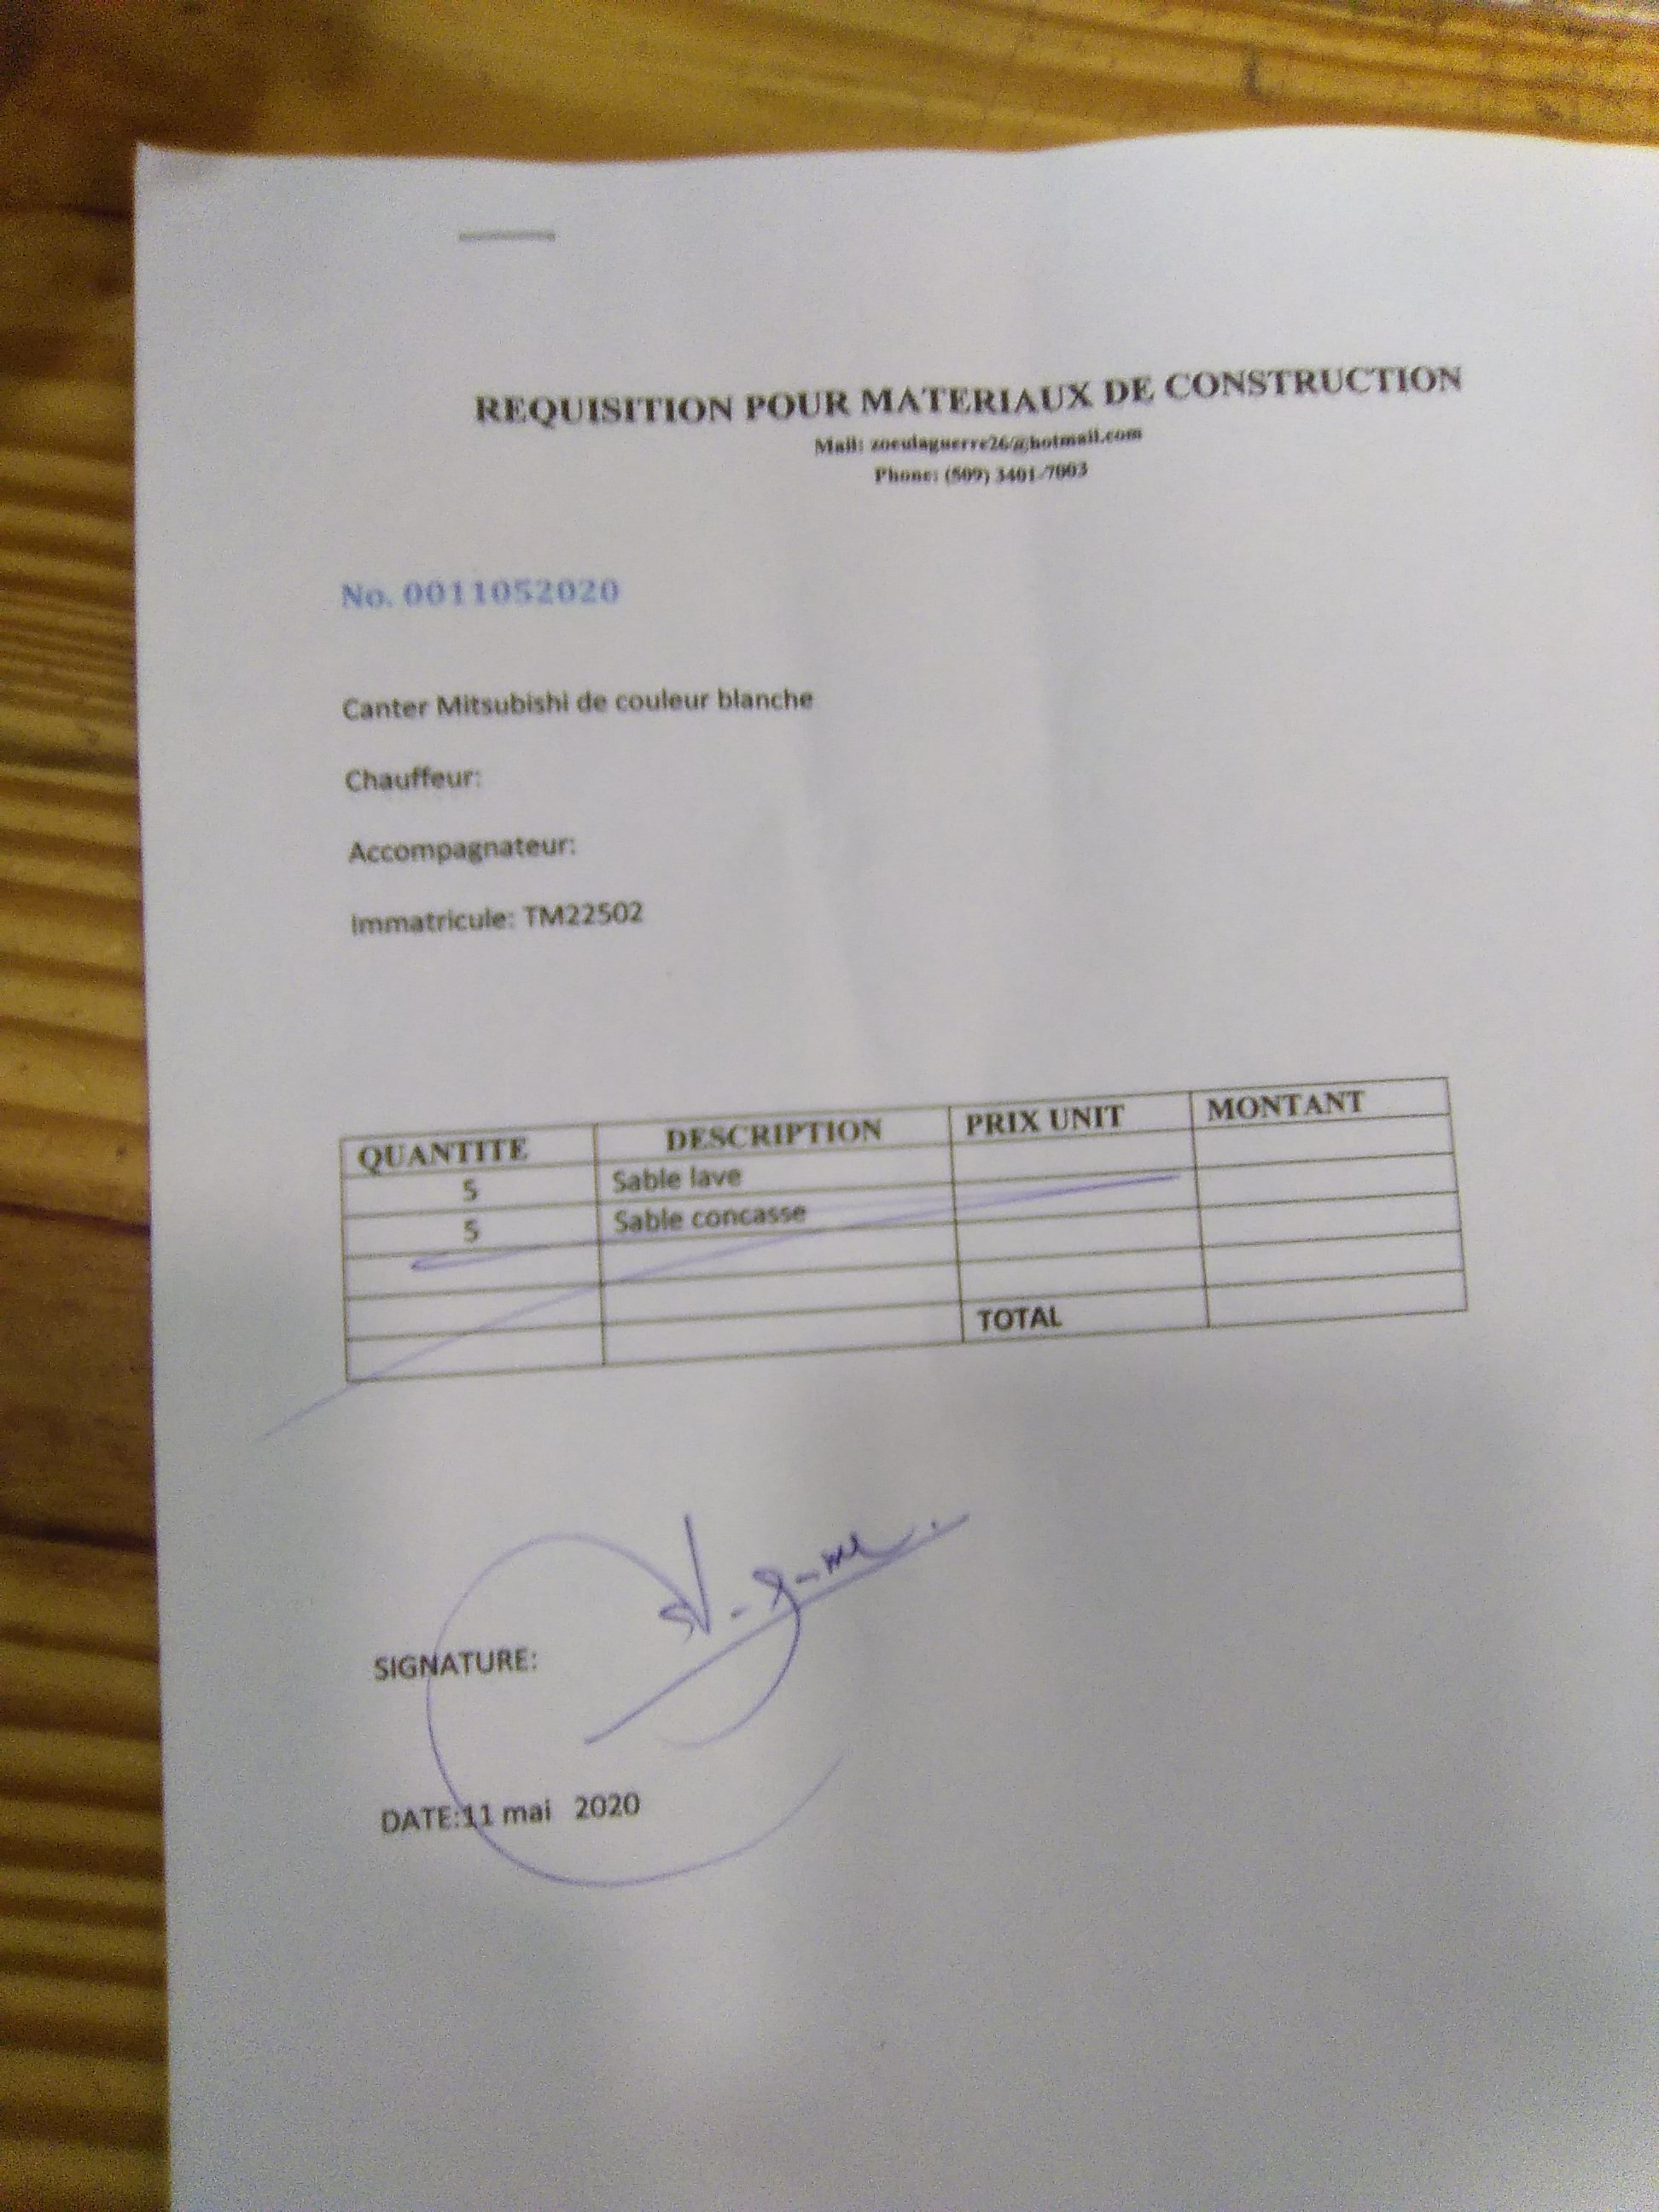 REQUISITION POUR MATERIAUX DE CONSTRUCTION
Mail: zoeulaguerre26@hotmail.com
Phone: (509) 3401-7003
No. 0011052020
Canter Mitsubishi de couleur blanche
Chauffeur:
Accompagnateur:
Immatricule: TM22502
QUANTITE DESCRIPTION PRIX UNIT MONTANT
5 Sable lave
5 Sable concasse
TOTAL
SIGNATURE:
DATE:11 mai 2020